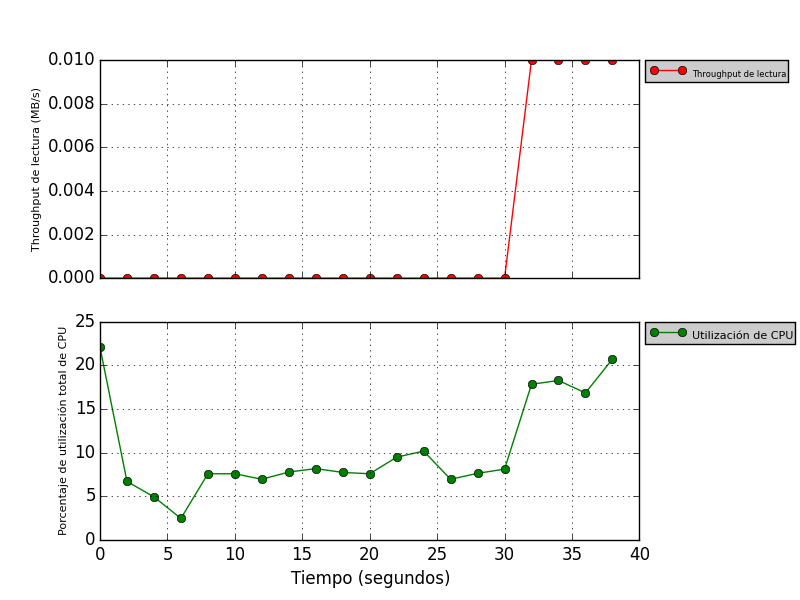 0.010
0.008
0.006
0.004
0.002
0.000
Throughput de lectura (MB/s)
Throughput de lectura
25
20
15
10
5
0
Porcentaje de utilización total de CPU
Utilización de CPU
0 5 10 15 20 25 30 35 40
Tiempo (segundos)